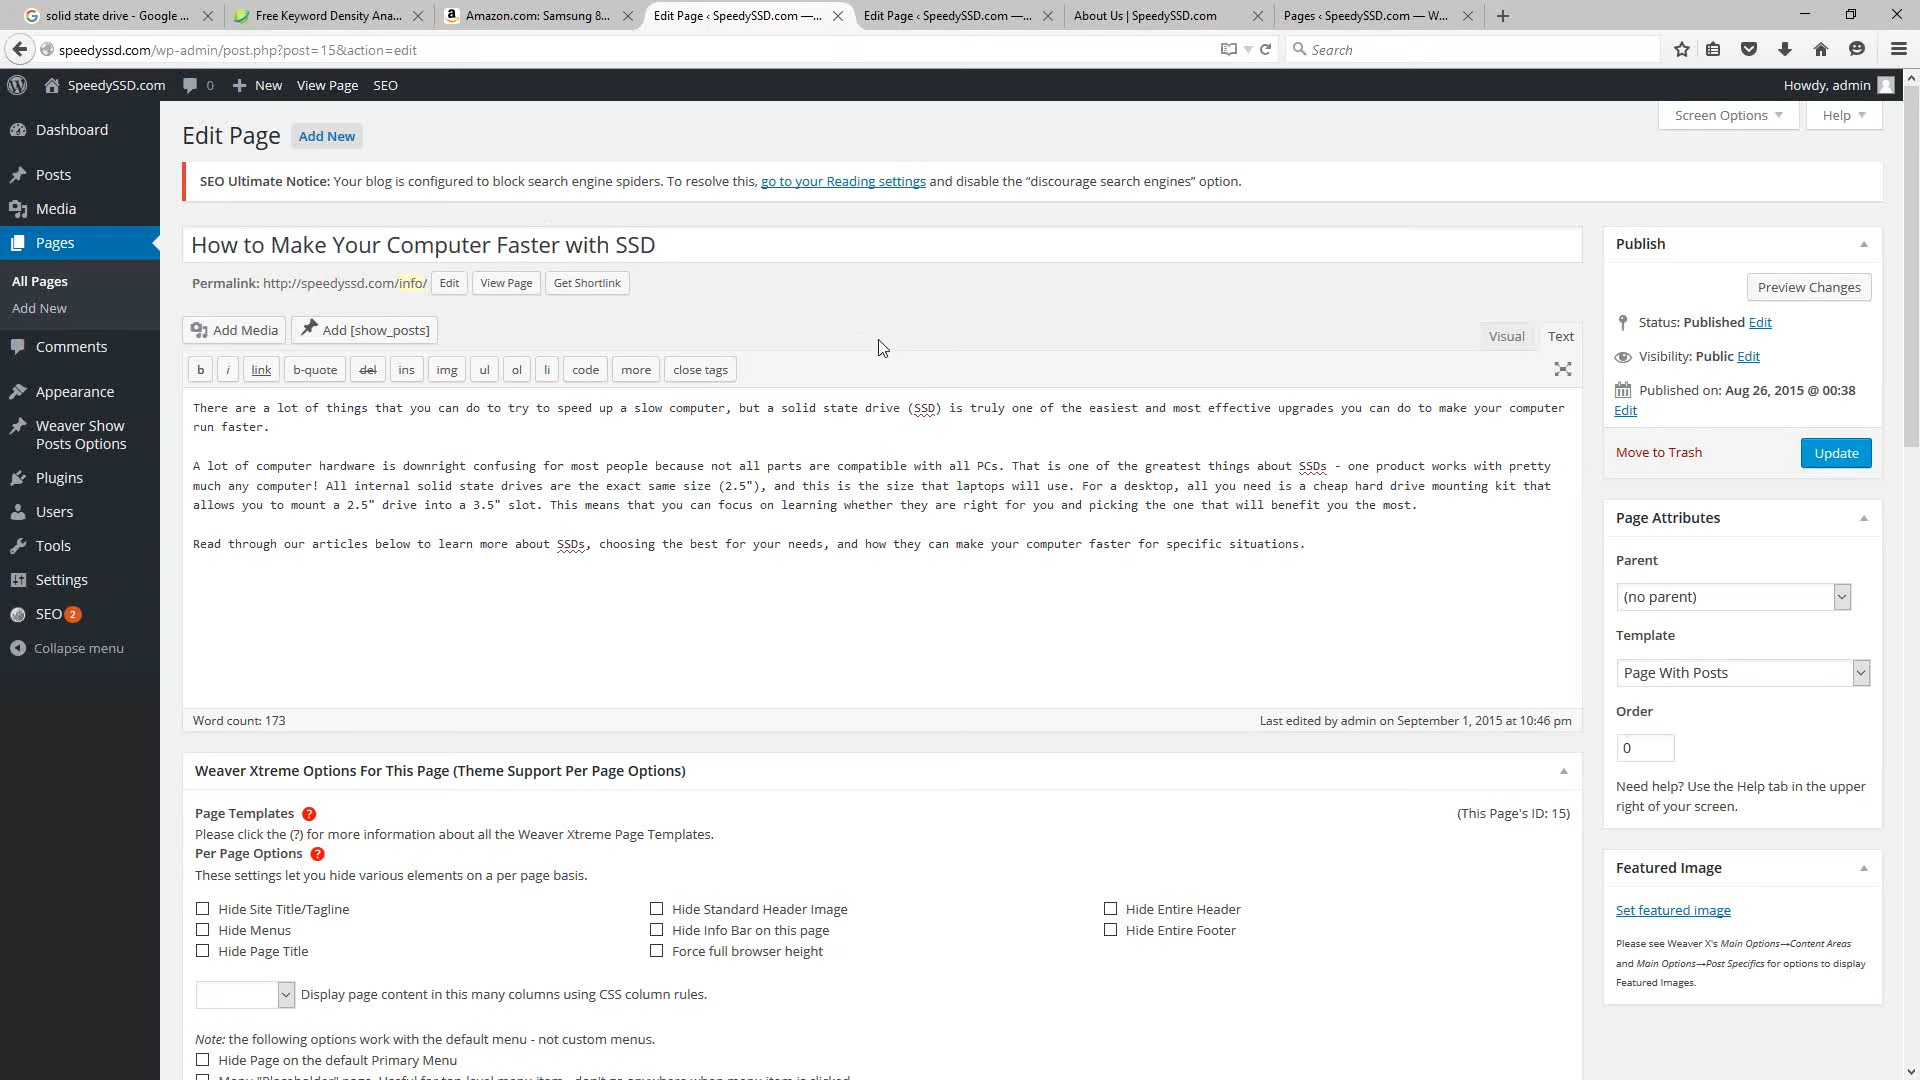 solid state drive - Google ...
Free Keyword Density Ana...
Amazon.com: Samsung 8...
Edit Page ‹ SpeedySSD.com —...
Edit Page ‹ SpeedySSD.com —...
About Us | SpeedySSD.com
Pages ‹ SpeedySSD.com — W...
speedyssd.com/wp-admin/post.php?post=15&action=edit
Search
SpeedySSD.com
0
New
View Page
SEO
Howdy, admin
Dashboard
Posts
Media
Pages
All Pages
Add New
Comments
Appearance
Weaver Show
Posts Options
Plugins
Users
Tools
Settings
SEO 2
Collapse menu
Screen Options
Help
Edit Page
Add New
SEO Ultimate Notice: Your blog is configured to block search engine spiders. To resolve this, go to your Reading settings and disable the “discourage search engines” option.
How to Make Your Computer Faster with SSD
Permalink: http://speedyssd.com/info/
Edit
View Page
Get Shortlink
Add Media
Add [show_posts]
Visual
Text
b
i
link
b-quote
del
ins
img
ul
ol
li
code
more
close tags
There are a lot of things that you can do to try to speed up a slow computer, but a solid state drive (SSD) is truly one of the easiest and most effective upgrades you can do to make your computer
run faster.
A lot of computer hardware is downright confusing for most people because not all parts are compatible with all PCs. That is one of the greatest things about SSDs - one product works with pretty
much any computer! All internal solid state drives are the exact same size (2.5"), and this is the size that laptops will use. For a desktop, all you need is a cheap hard drive mounting kit that
allows you to mount a 2.5" drive into a 3.5" slot. This means that you can focus on learning whether they are right for you and picking the one that will benefit you the most.
Read through our articles below to learn more about SSDs, choosing the best for your needs, and how they can make your computer faster for specific situations.
Word count: 173
Last edited by admin on September 1, 2015 at 10:46 pm
Weaver Xtreme Options For This Page (Theme Support Per Page Options)
Page Templates ?
(This Page's ID: 15)
Please click the (?) for more information about all the Weaver Xtreme Page Templates.
Per Page Options ?
These settings let you hide various elements on a per page basis.
Hide Site Title/Tagline
Hide Standard Header Image
Hide Entire Header
Hide Menus
Hide Info Bar on this page
Hide Entire Footer
Hide Page Title
Force full browser height
Display page content in this many columns using CSS column rules.
Note: the following options work with the default menu - not custom menus.
Hide Page on the default Primary Menu
Menu "Placeholder" page. Useful for top-level menu item - don't go anywhere when menu item is clicked.
Publish
Preview Changes
Status: Published Edit
Visibility: Public Edit
Published on: Aug 26, 2015 @ 00:38
Edit
Move to Trash
Update
Page Attributes
Parent
(no parent)
Template
Page With Posts
Order
0
Need help? Use the Help tab in the upper
right of your screen.
Featured Image
Set featured image
Please see Weaver X's Main Options→Content Areas
and Main Options→Post Specifics for options to display
Featured Images.